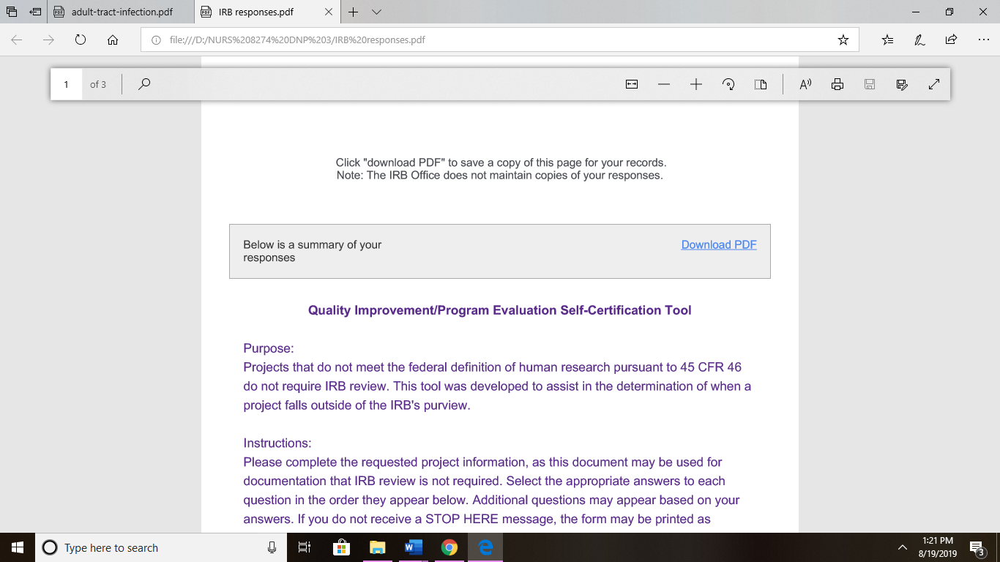 adult-tract-infection.pdf
IRB responses.pdf
file:///D:/NURS%208274%20DNP%203/IRB%20responses.pdf
1 of 3
Click "download PDF" to save a copy of this page for your records.
Note: The IRB Office does not maintain copies of your responses.
Below is a summary of your
responses
Download PDF
Quality Improvement/Program Evaluation Self-Certification Tool
Purpose:
Projects that do not meet the federal definition of human research pursuant to 45 CFR 46
do not require IRB review. This tool was developed to assist in the determination of when a
project falls outside of the IRB's purview.
Instructions:
Please complete the requested project information, as this document may be used for
documentation that IRB review is not required. Select the appropriate answers to each
question in the order they appear below. Additional questions may appear based on your
answers. If you do not receive a STOP HERE message, the form may be printed as
Type here to search
1:21 PM
8/19/2019
3